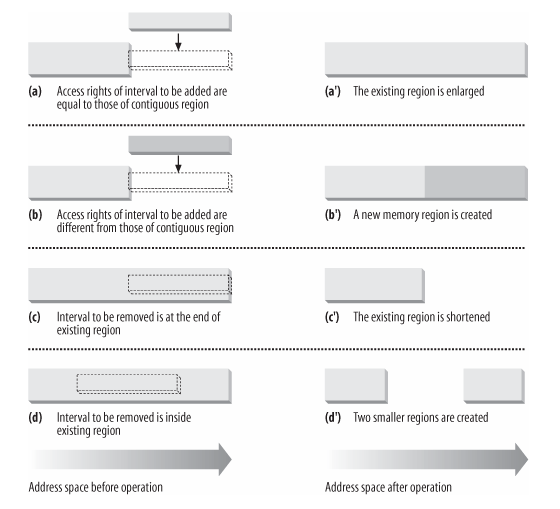 (a) Access rights of interval to be added are
equal to those of contiguous region
(a') The existing region is enlarged
(b) Access rights of interval to be added are
different from those of contiguous region
(b') A new memory region is created
(c) Interval to be removed is at the end of
existing region
(c') The existing region is shortened
(d) Interval to be removed is inside
existing region
(d') Two smaller regions are created
Address space before operation
Address space after operation